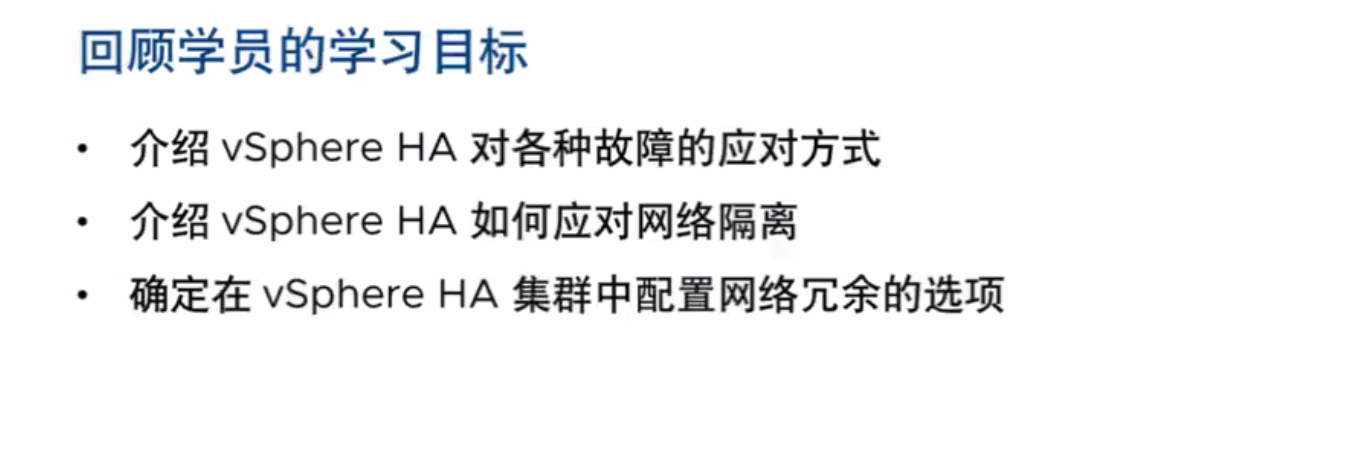 回顾学员的学习目标
• 介绍 vSphere HA 对各种故障的应对方式
• 介绍 vSphere HA 如何应对网络隔离
• 确定在 vSphere HA 集群中配置网络冗余的选项